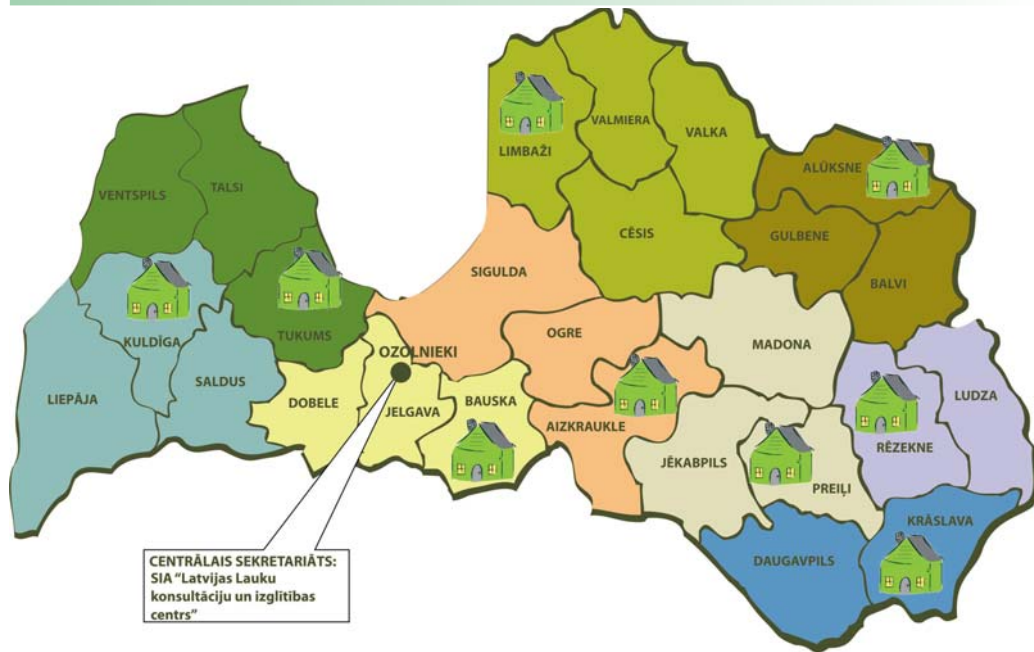 VALMIERA
VALKA
LIMBAŽI
ALŪKSNE
VENTSPILS
TALSI
CĒSIS
GULBENE
SIGULDA
BALVI
TUKUMS
OGRE
KULDĪGA
MADONA
OZOLNIEKI
LIEPĀJA
SALDUS
DOBELE
JELGAVA
BAUSKA
AIZKRAUKLE
LUDZA
RĒZEKNE
JĒKABPILS
PREIĻI
KRĀSLAVA
DAUGAVPILS
CENTRĀLAIS SEKRETARIĀTS:
SIA "Latvijas Lauku
konsultāciju un izglītības
centrs"